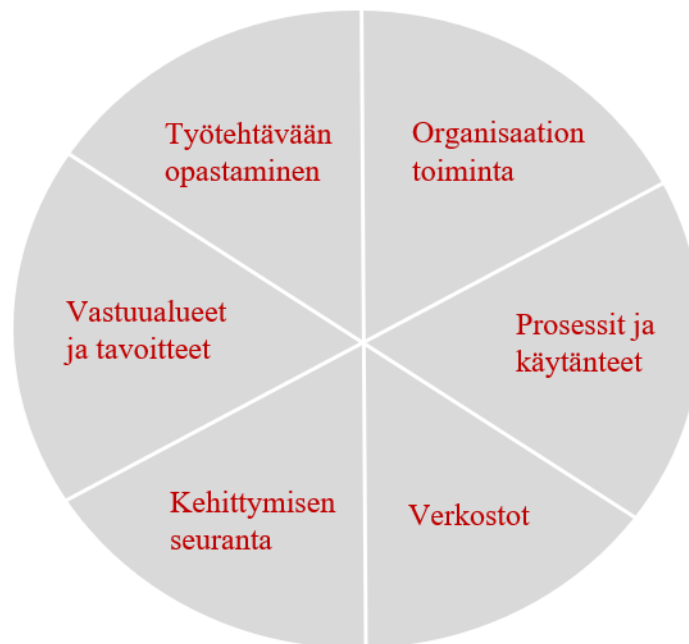 Työtehtävään
opastaminen
Organisaation
toiminta
Vastuualueet
ja tavoitteet
Prosessit ja
käytänteet
Kehittymisen
seuranta
Verkostot